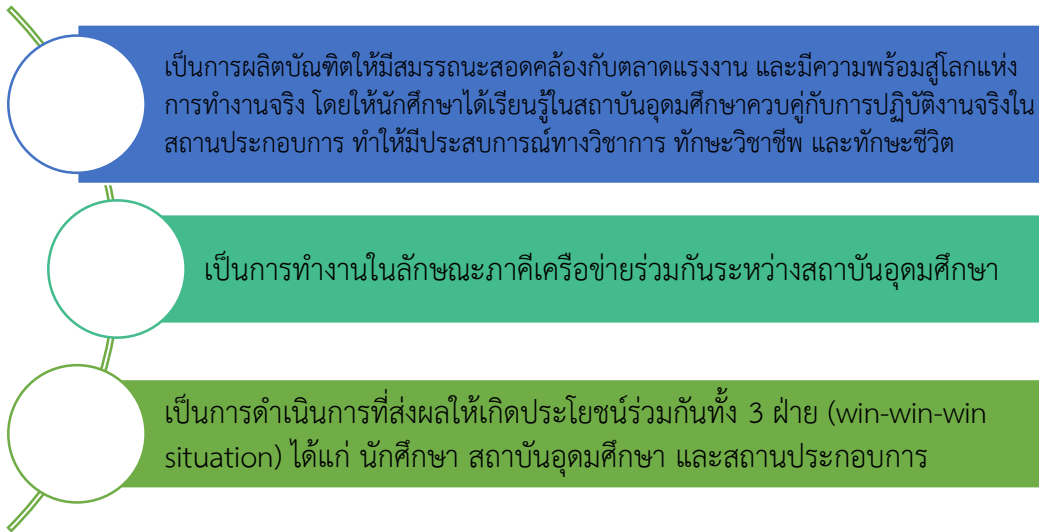 เป็นการผลิตบัณฑิตให้มีสมรรถนะสอดคล้องกับตลาดแรงงาน และมีความพร้อมสู่โลกแห่ง
การทำงานจริง โดยให้นักศึกษาได้เรียนรู้ในสถาบันอุดมศึกษาควบคู่กับการปฏิบัติงานจริงใน
สถานประกอบการ ทำให้มีประสบการณ์ทางวิชาการ ทักษะวิชาชีพ และทักษะชีวิต
เป็นการทำงานในลักษณะภาคีเครือข่ายร่วมกันระหว่างสถาบันอุดมศึกษา
เป็นการดำเนินการที่ส่งผลให้เกิดประโยชน์ร่วมกันทั้ง 3 ฝ่าย (win-win-win
situation) ได้แก่ นักศึกษา สถาบันอุดมศึกษา และสถานประกอบการ